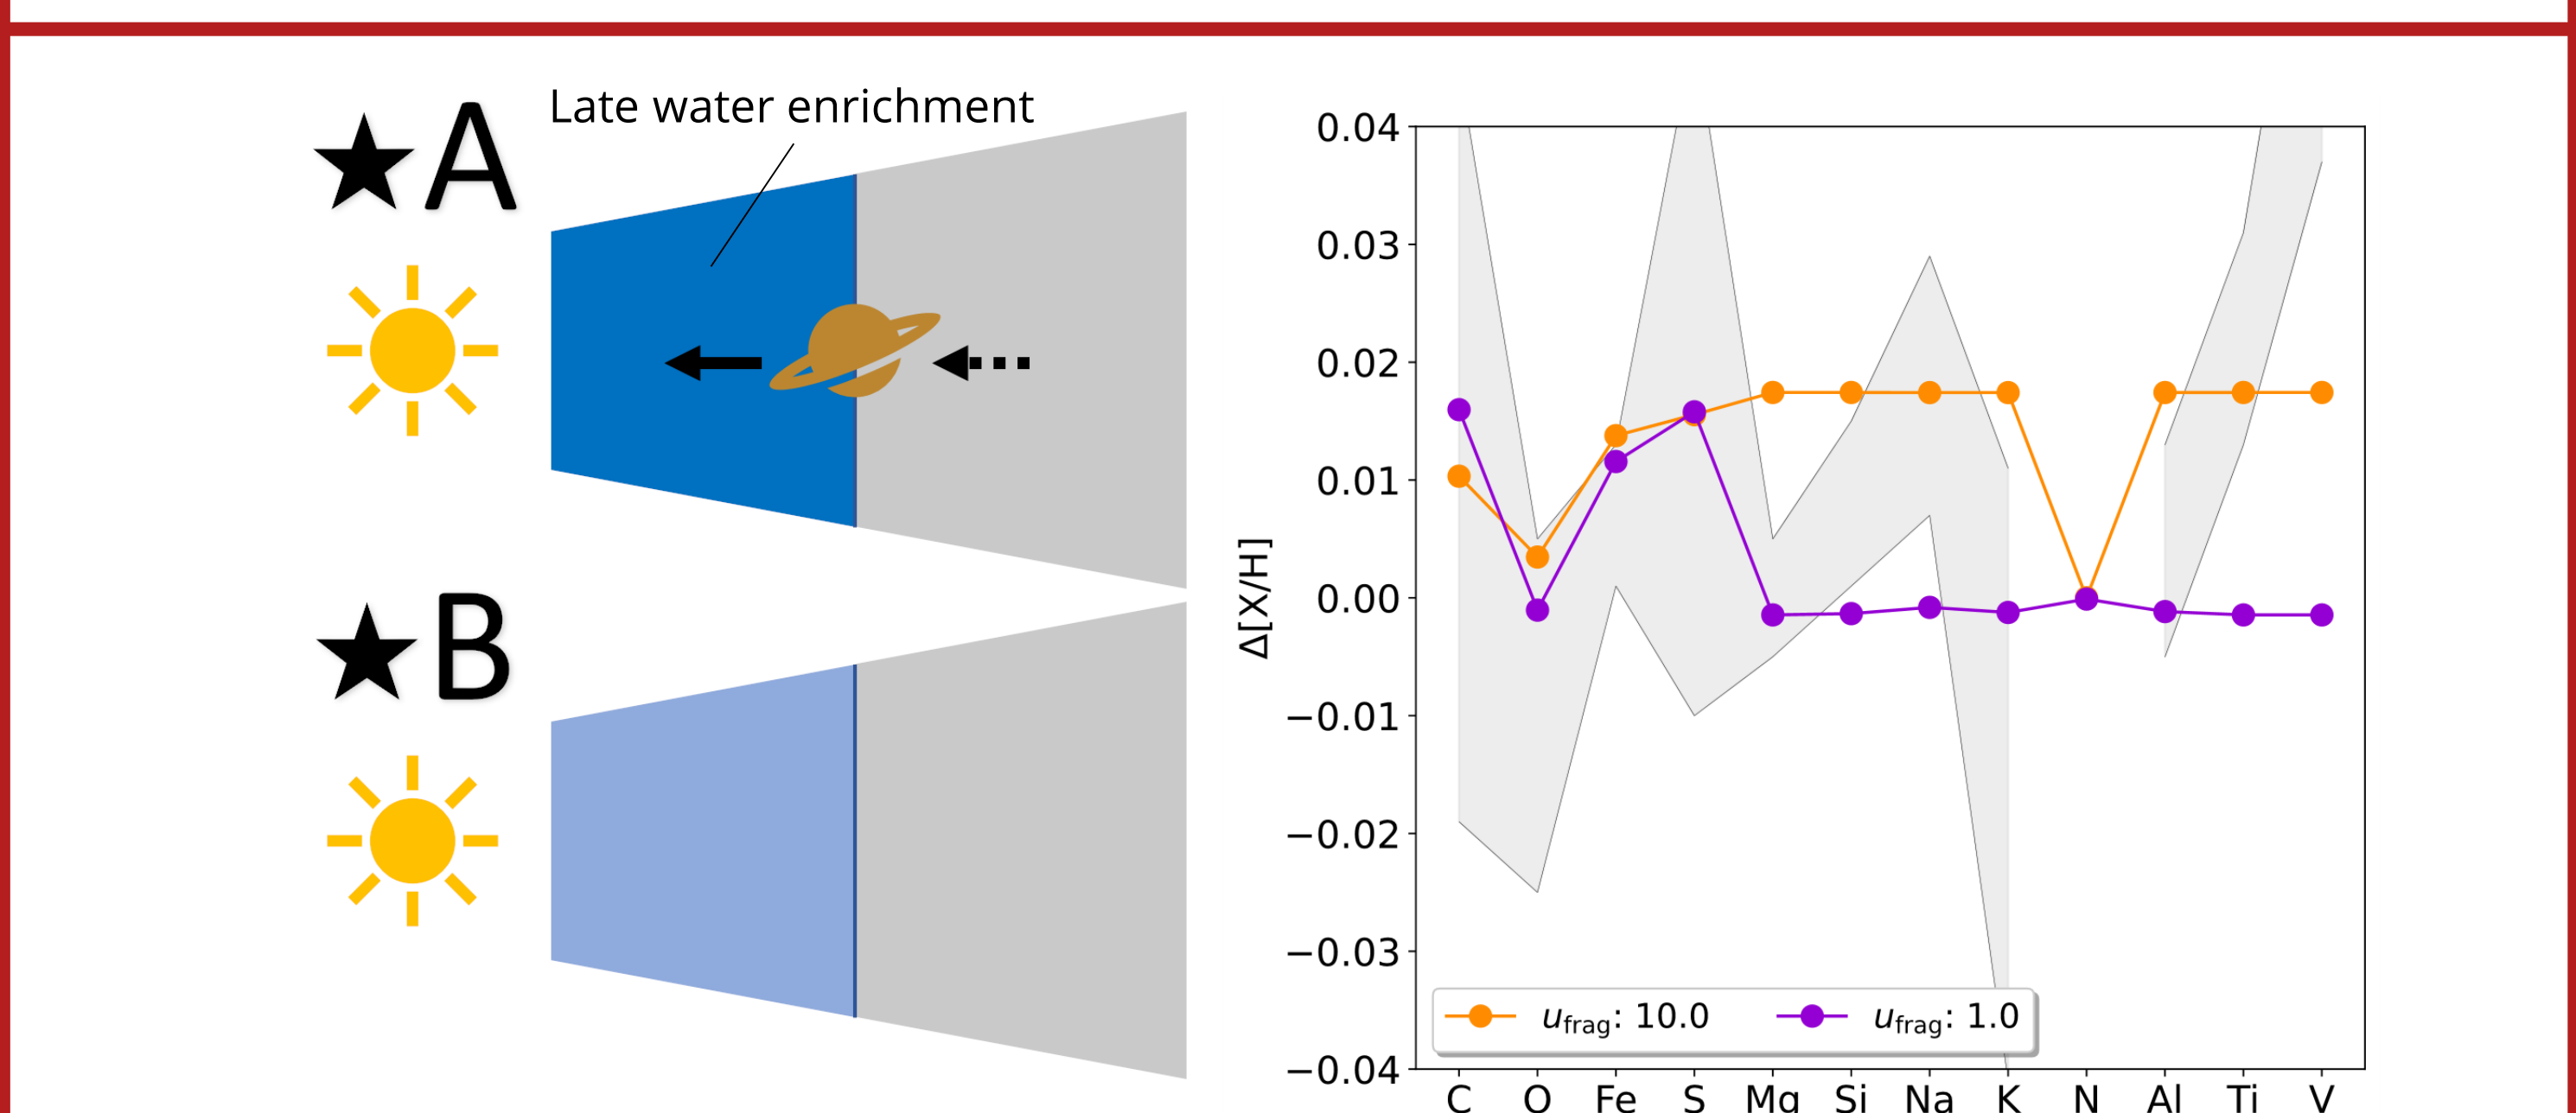 Late water enrichment
A
B
Δ[X/H]
0.04
0.03
0.02
0.01
0.00
−0.01
−0.02
−0.03
−0.04
u_frag: 10.0 u_frag: 1.0
C O Fe S Mg Si Na K N Al Ti V